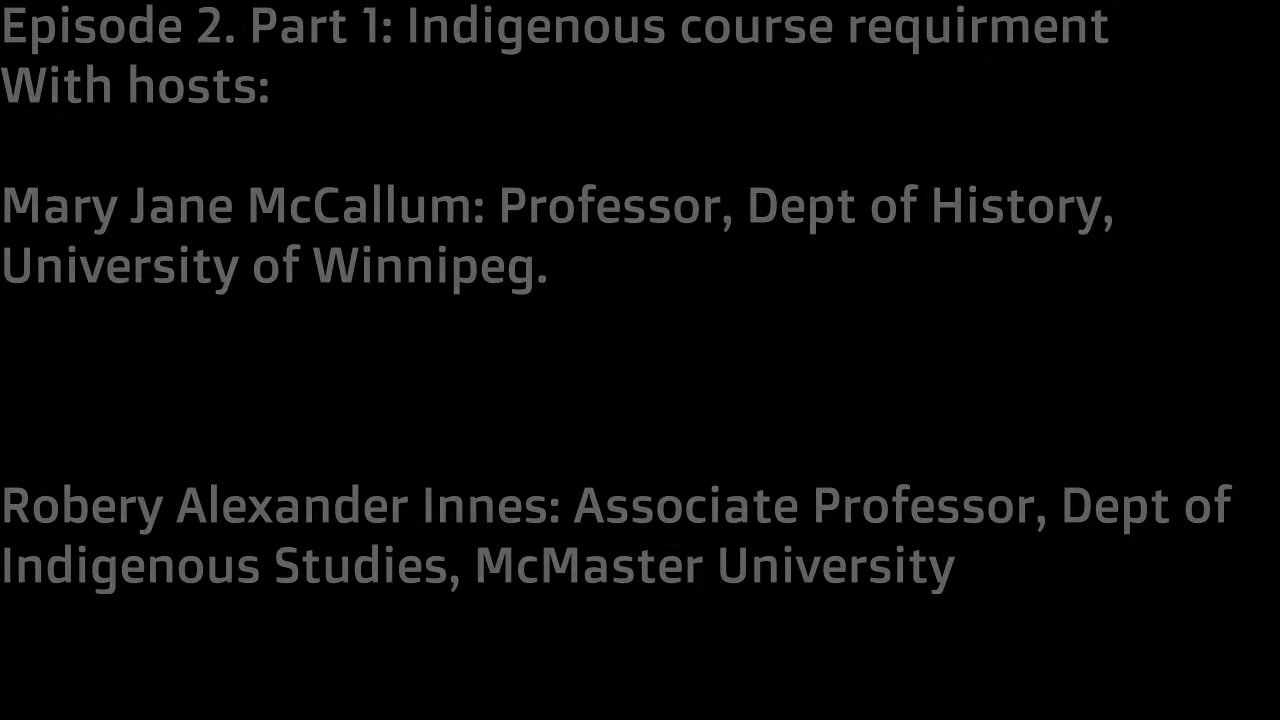 Episode 2. Part 1: Indigenous course requirment
With hosts:
Mary Jane McCallum: Professor, Dept of History,
University of Winnipeg.
Robery Alexander Innes: Associate Professor, Dept of
Indigenous Studies, McMaster University